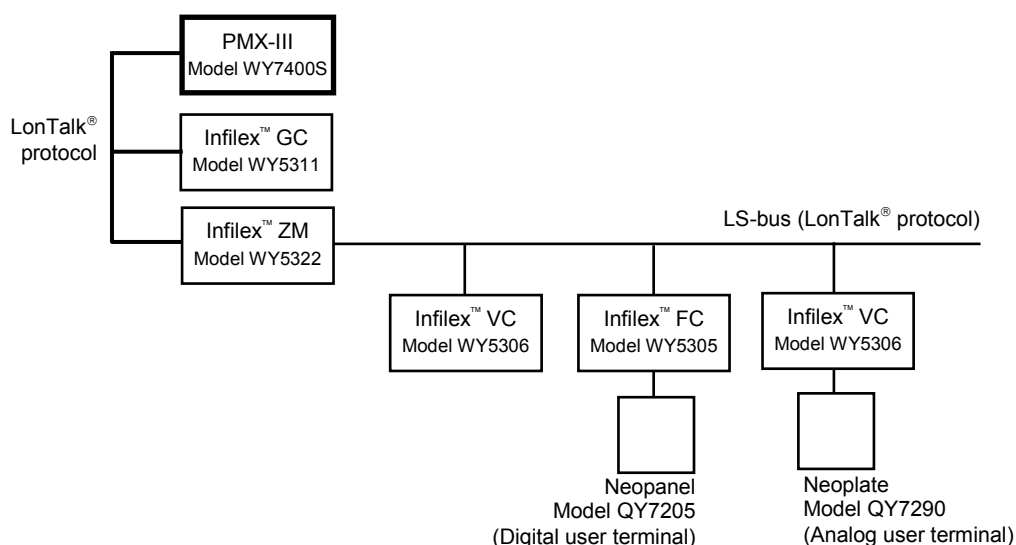 PMX-III
Model WY7400S
LonTalk®
protocol
Infilex™ GC
Model WY5311
Infilex™ ZM
Model WY5322
LS-bus (LonTalk® protocol)
Infilex™ VC
Model WY5306
Infilex™ FC
Model WY5305
Infilex™ VC
Model WY5306
Neopanel
Model QY7205
(Digital user terminal)
Neoplate
Model QY7290
(Analog user terminal)